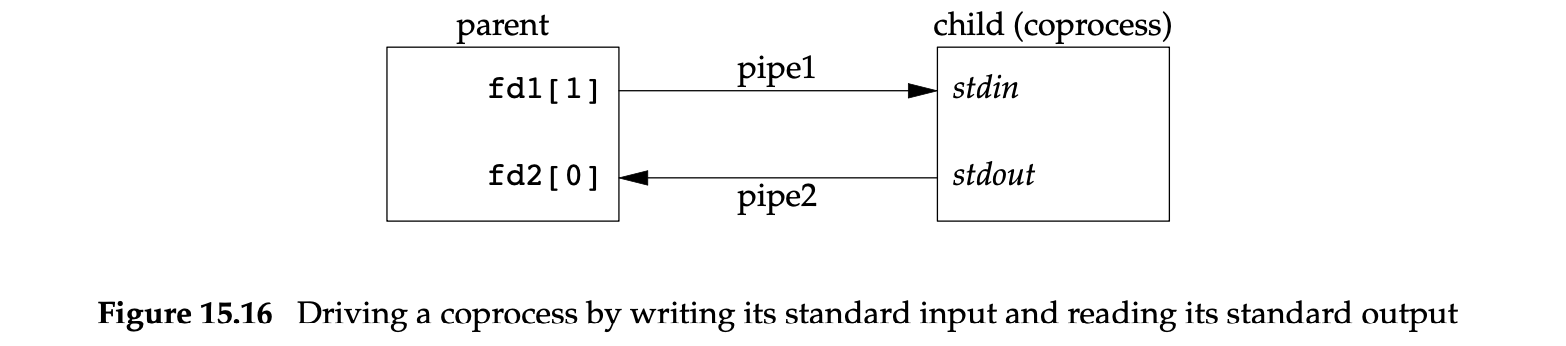 parent
child (coprocess)
fd1[1]
pipe1
stdin
fd2[0]
pipe2
stdout
Figure 15.16 Driving a coprocess by writing its standard input and reading its standard output